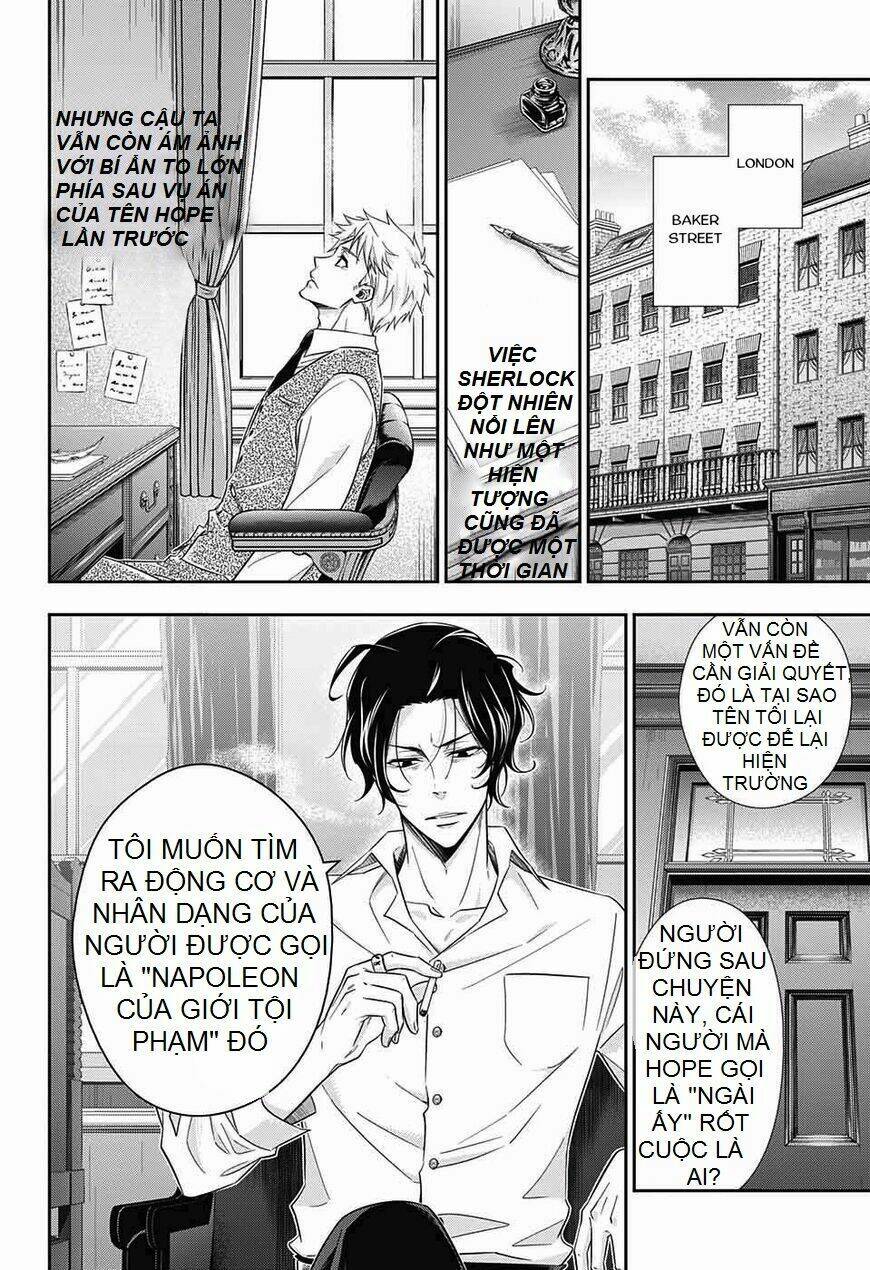 LONDON
BAKER
STREET
VIỆC
SHERLOCK
ĐỘT NHIÊN
NỔI LÊN
NHƯ MỘT
HIỆN
TƯỢNG
CŨNG ĐÃ
ĐƯỢC MỘT
THỜI GIAN
NHƯNG CẬU TA
VẪN CÒN ÁM ẢNH
VỚI BÍ ẨN TO LỚN
PHÍA SAU VỤ ÁN
CỦA TÊN HOPE
LẦN TRƯỚC
VẪN CÒN
MỘT VẤN ĐỀ
CẦN GIẢI QUYẾT,
ĐÓ LÀ TẠI SAO
TÊN TÔI LẠI
ĐƯỢC ĐỂ LẠI
HIỆN
TRƯỜNG
NGƯỜI
ĐỨNG SAU
CHUYỆN
NÀY, CÁI
NGƯỜI MÀ
HOPE GỌI
LÀ "NGÀI
ẤY" RỐT
CUỘC LÀ
AI?
TÔI MUỐN TÌM
RA ĐỘNG CƠ VÀ
NHÂN DẠNG CỦA
NGƯỜI ĐƯỢC GỌI
LÀ "NAPOLEON
CỦA GIỚI TỘI
PHẠM" ĐÓ